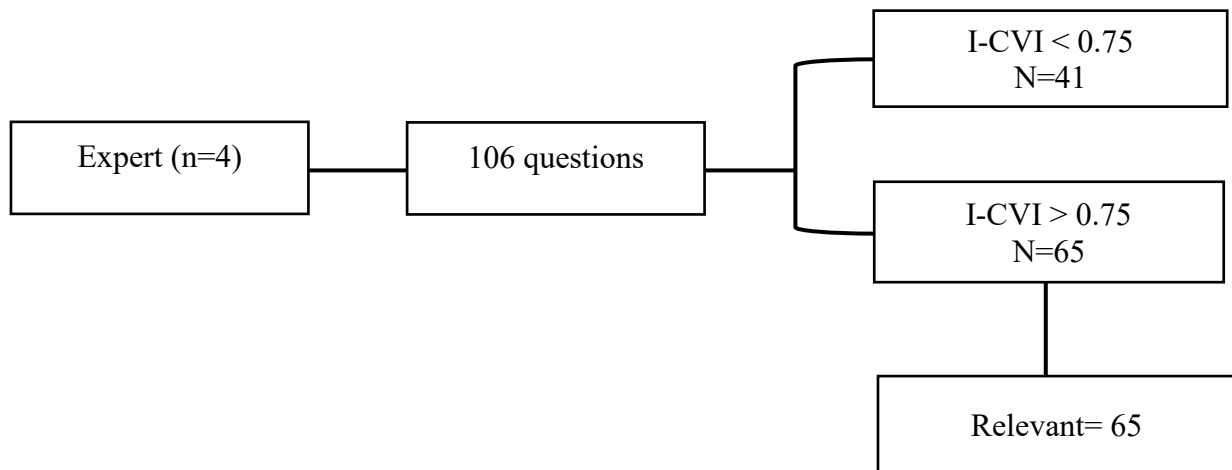 Expert (n=4)
106 questions
I-CVI < 0.75
N=41
I-CVI > 0.75
N=65
Relevant= 65